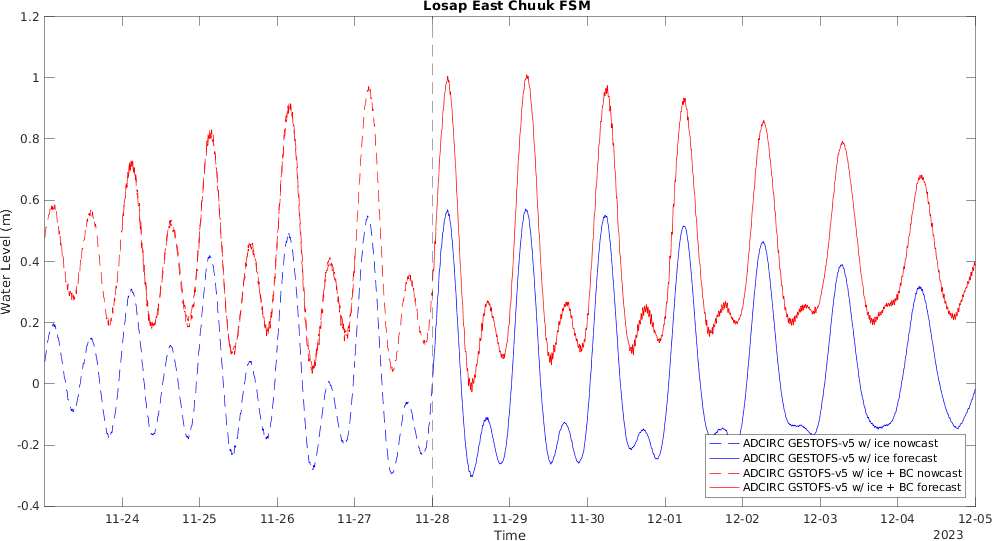 Losap East Chuuk FSM
1.2
1
0.8
0.6
0.4
0.2
0
-0.2
-0.4
Water Level (m)
11-24 11-25 11-26 11-27 11-28 11-29 11-30 12-01 12-02 12-03 12-04 12-05
Time
2023
ADCIRC GESTOFS-v5 w/ ice nowcast
ADCIRC GESTOFS-v5 w/ ice forecast
ADCIRC GSTOFS-v5 w/ ice + BC nowcast
ADCIRC GSTOFS-v5 w/ ice + BC forecast